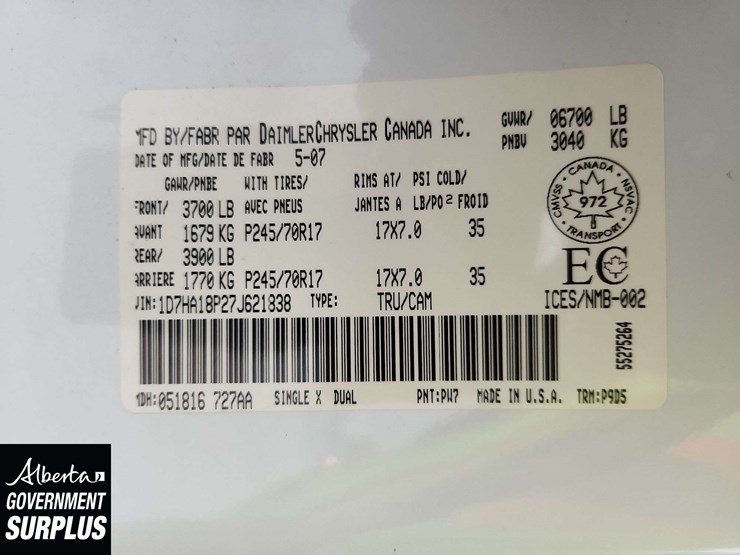 MFD BY/FABR PAR DAIMLERCHRYSLER CANADA INC.
DATE OF MFG/DATE DE FABR 5-07
GVWR/ 06700 LB
PNBV 3040 KG
GAWR/PNBE WITH TIRES/ RIMS AT/ PSI COLD/
FRONT/ 3700 LB AVEC PNEUS JANTES A LB/PO² FROID
AVANT 1679 KG P245/70R17 17X7.0 35
REAR/ 3900 LB
ARRIERE 1770 KG P245/70R17 17X7.0 35
VIN:1D7HA18P27J621838 TYPE: TRU/CAM
CANADA
CMVSS · NSVAC
972
TRANSPORT
EC
ICES/NMB-002
55275264
MDH:051816 727AA SINGLE X DUAL PNT:PW7 MADE IN U.S.A. TRM:P9D5
Alberta
GOVERNMENT
SURPLUS